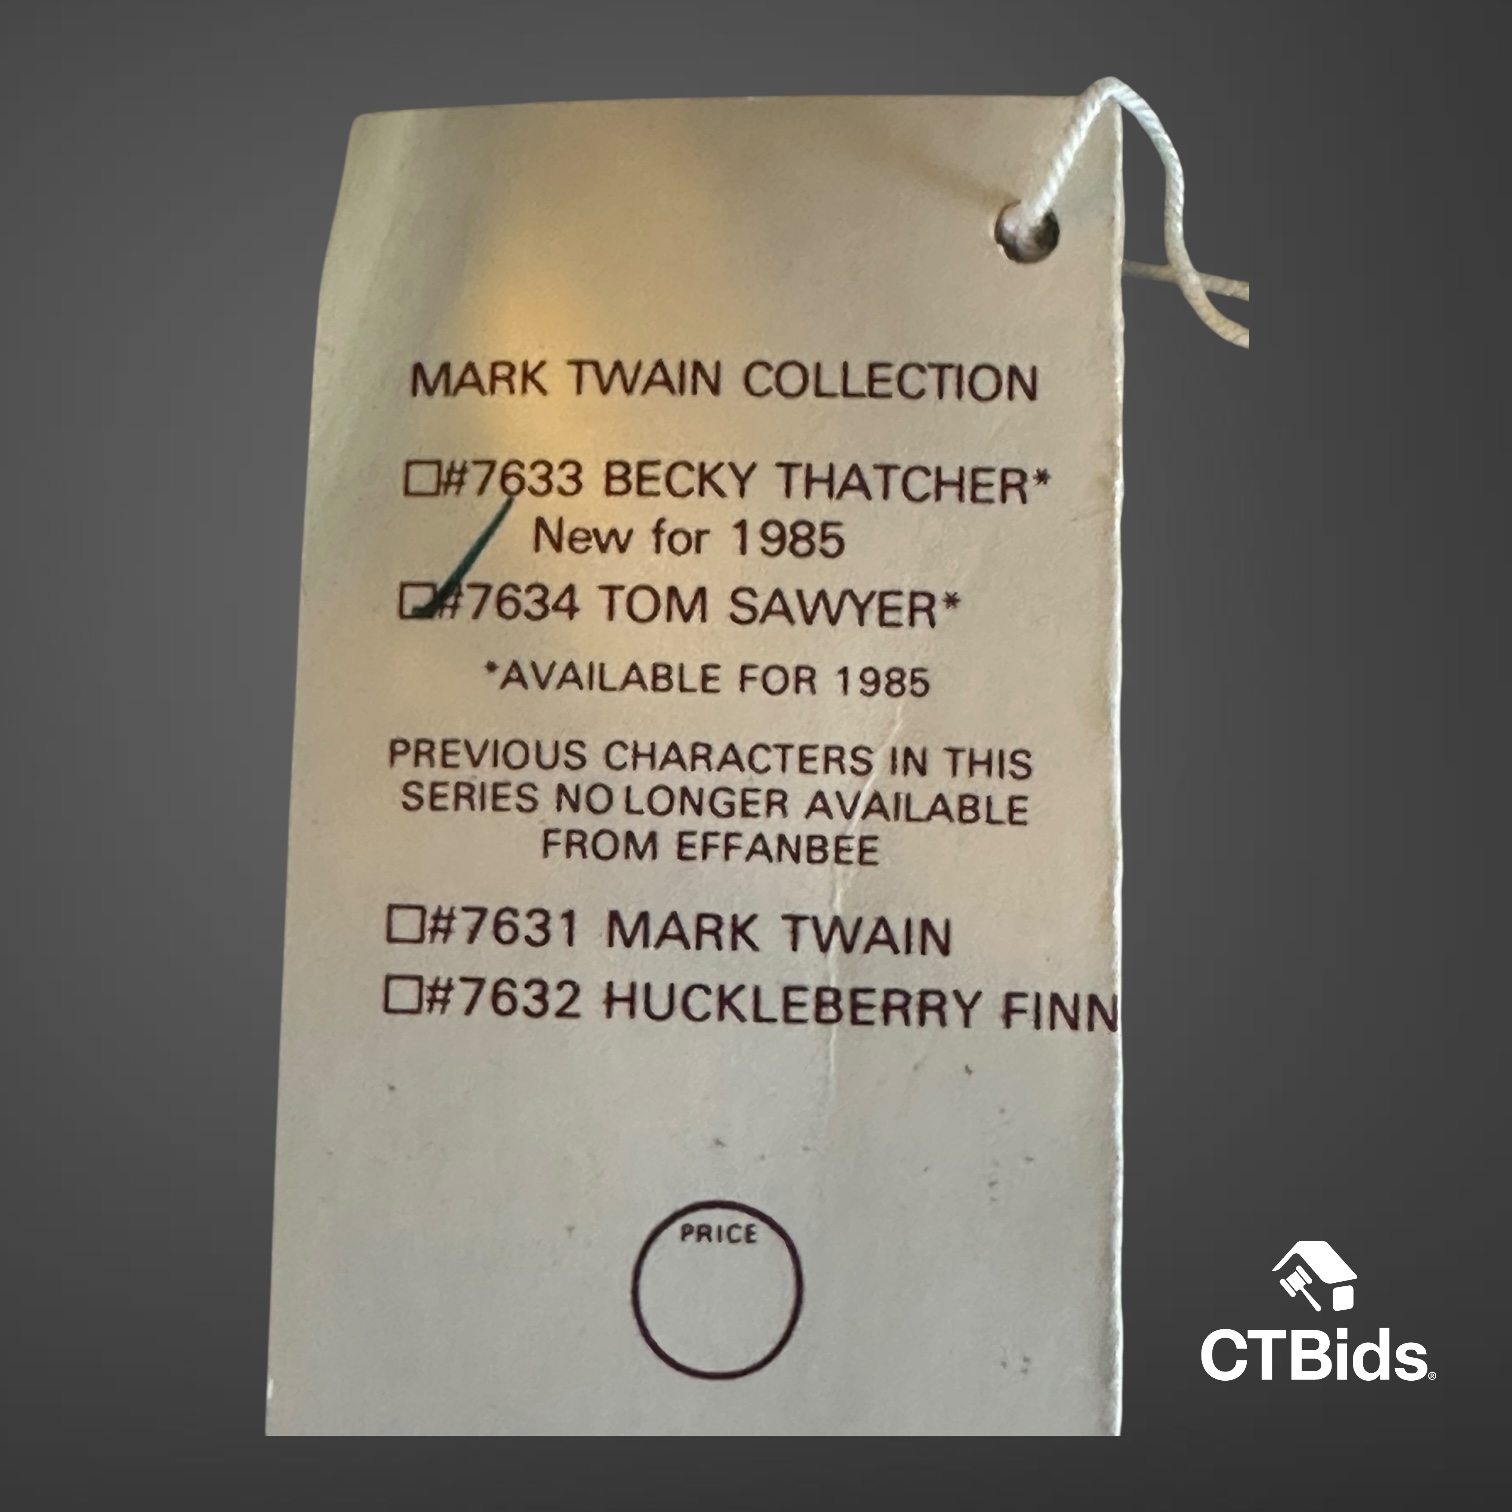 MARK TWAIN COLLECTION
☐#7633 BECKY THATCHER*
New for 1985
☑#7634 TOM SAWYER*
*AVAILABLE FOR 1985
PREVIOUS CHARACTERS IN THIS
SERIES NO LONGER AVAILABLE
FROM EFFANBEE
☐#7631 MARK TWAIN
☐#7632 HUCKLEBERRY FINN
PRICE
CTBids®